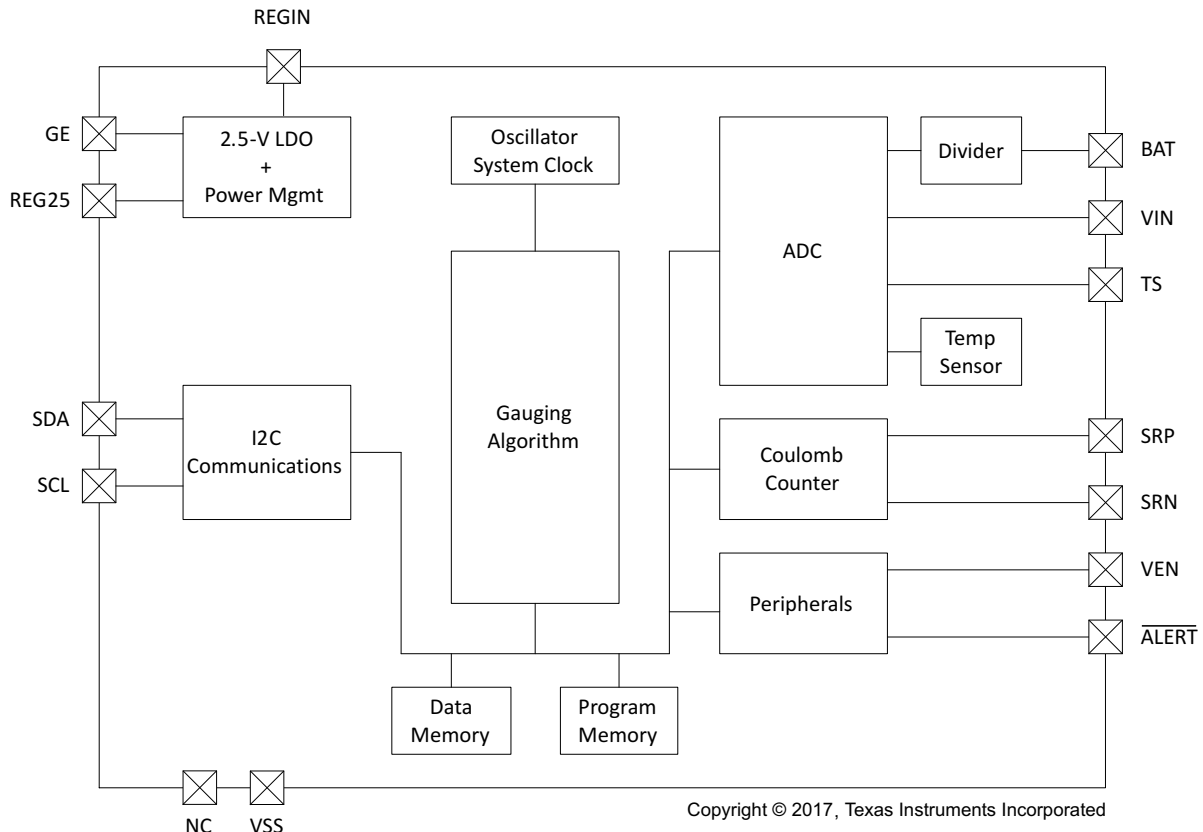 REGIN
GE
REG25
2.5-V LDO
+
Power Mgmt
Oscillator
System Clock
Divider
BAT
VIN
TS
ADC
Temp
Sensor
SDA
SCL
I2C
Communications
Gauging
Algorithm
Coulomb
Counter
SRP
SRN
Peripherals
VEN
ALERT
Data
Memory
Program
Memory
NC
VSS
Copyright © 2017, Texas Instruments Incorporated